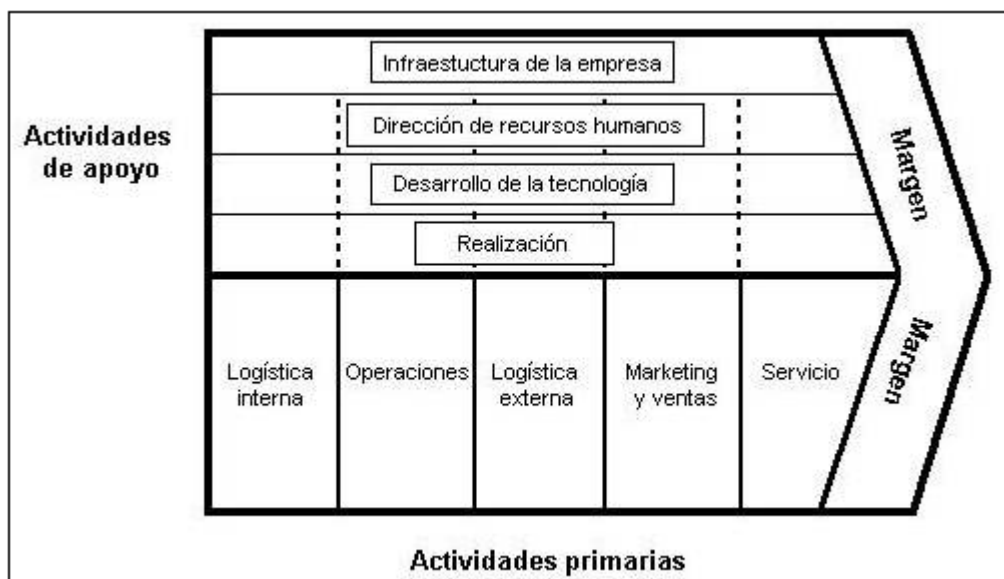 Infraestuctura de la empresa
Dirección de recursos humanos
Actividades
de apoyo
Desarrollo de la tecnología
Realización
Margen
Logística
interna
Operaciones
Logística
externa
Marketing
y ventas
Servicio
Margen
Actividades primarias